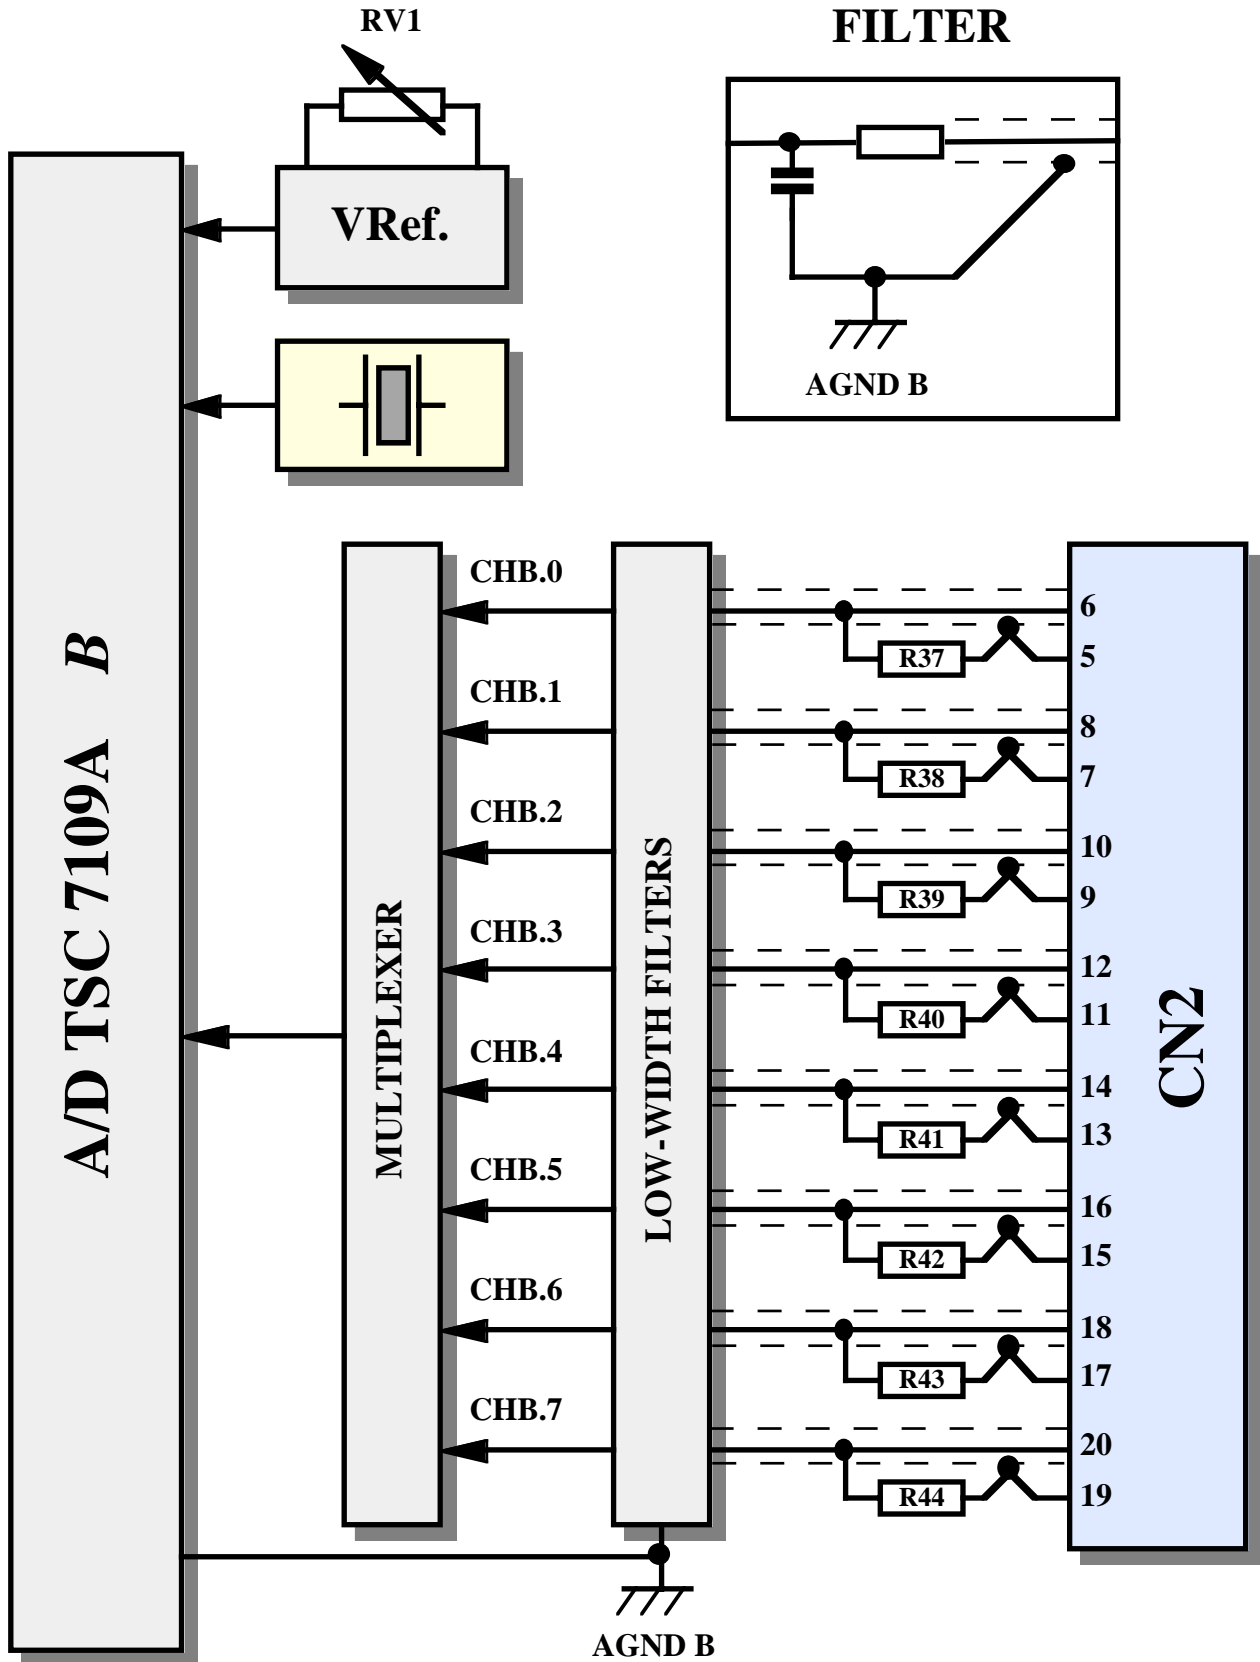 RV1
FILTER
VRef.
AGND B
A/D TSC 7109A B
MULTIPLEXER
LOW-WIDTH FILTERS
CN2
CHB.0
6
R37
5
CHB.1
8
R38
7
CHB.2
10
R39
9
CHB.3
12
R40
11
CHB.4
14
R41
13
CHB.5
16
R42
15
CHB.6
18
R43
17
CHB.7
20
R44
19
AGND B